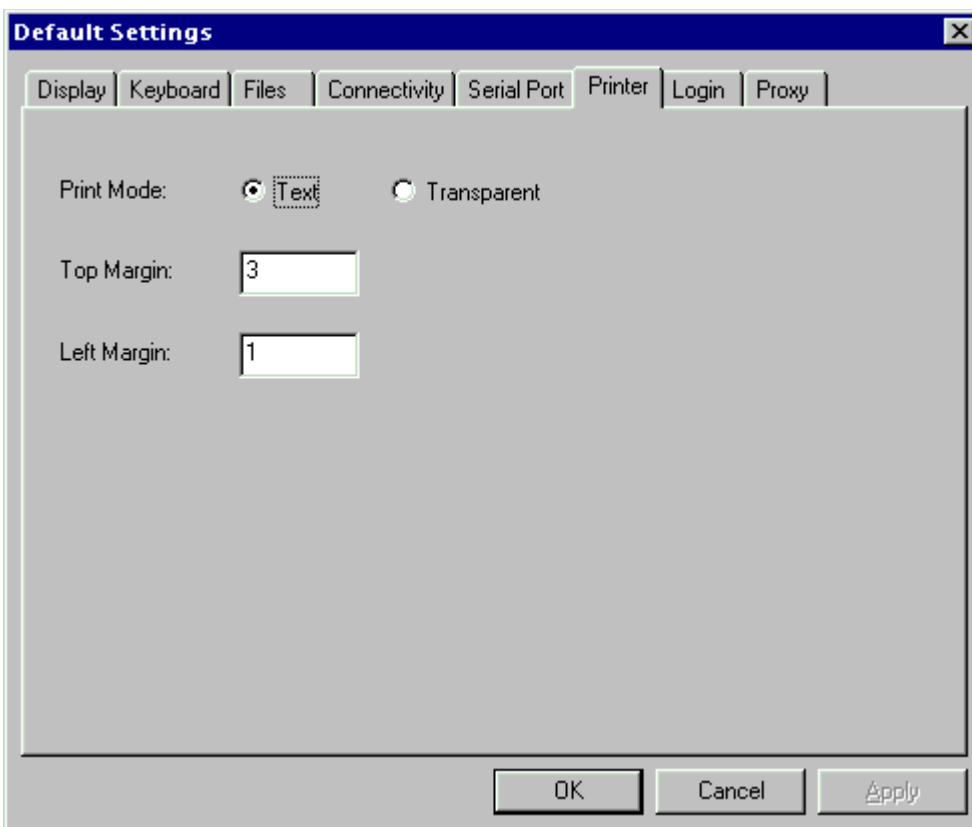 Default Settings
Display Keyboard Files Connectivity Serial Port Printer Login Proxy
Print Mode: Text Transparent
Top Margin: 3
Left Margin: 1
OK Cancel Apply